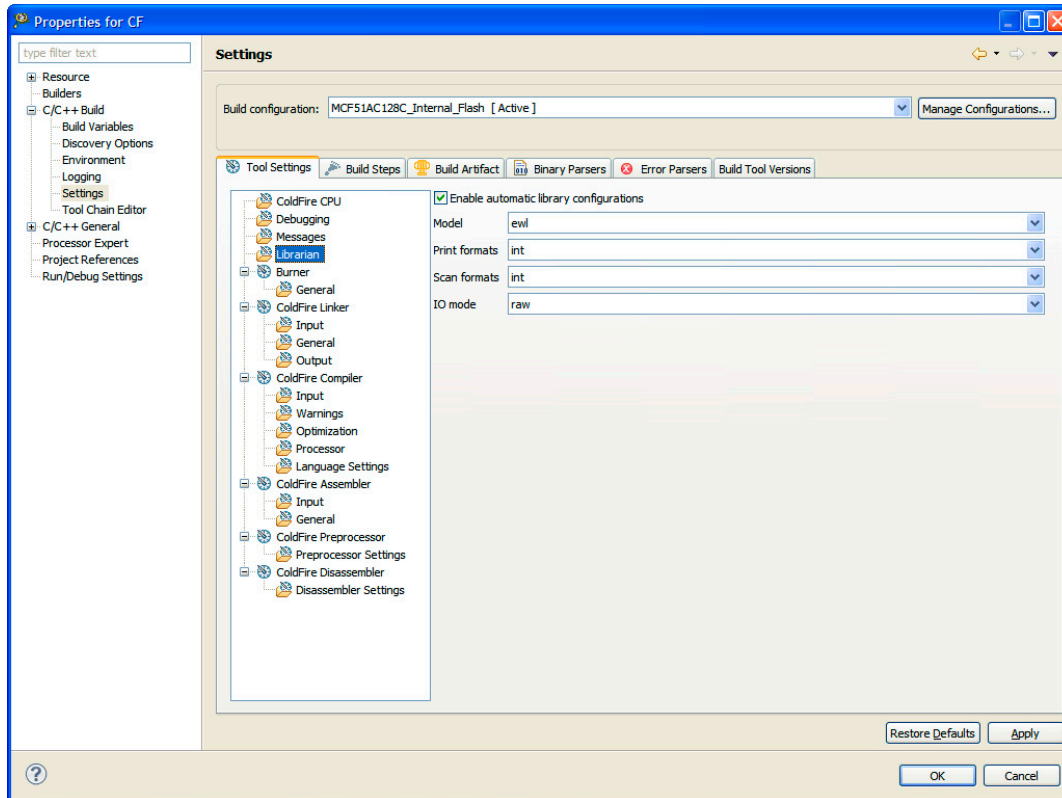 Properties for CF
type filter text
Resource
Builders
C/C++ Build
Build Variables
Discovery Options
Environment
Logging
Settings
Tool Chain Editor
C/C++ General
Processor Expert
Project References
Run/Debug Settings
Settings
Build configuration: MCF51AC128C_Internal_Flash [ Active ] Manage Configurations...
Tool Settings Build Steps Build Artifact Binary Parsers Error Parsers Build Tool Versions
ColdFire CPU
Debugging
Messages
Librarian
Burner
General
ColdFire Linker
Input
General
Output
ColdFire Compiler
Input
Warnings
Optimization
Processor
Language Settings
ColdFire Assembler
Input
General
ColdFire Preprocessor
Preprocessor Settings
ColdFire Disassembler
Disassembler Settings
Enable automatic library configurations
Model ewl
Print formats int
Scan formats int
IO mode raw
Restore Defaults Apply
OK Cancel